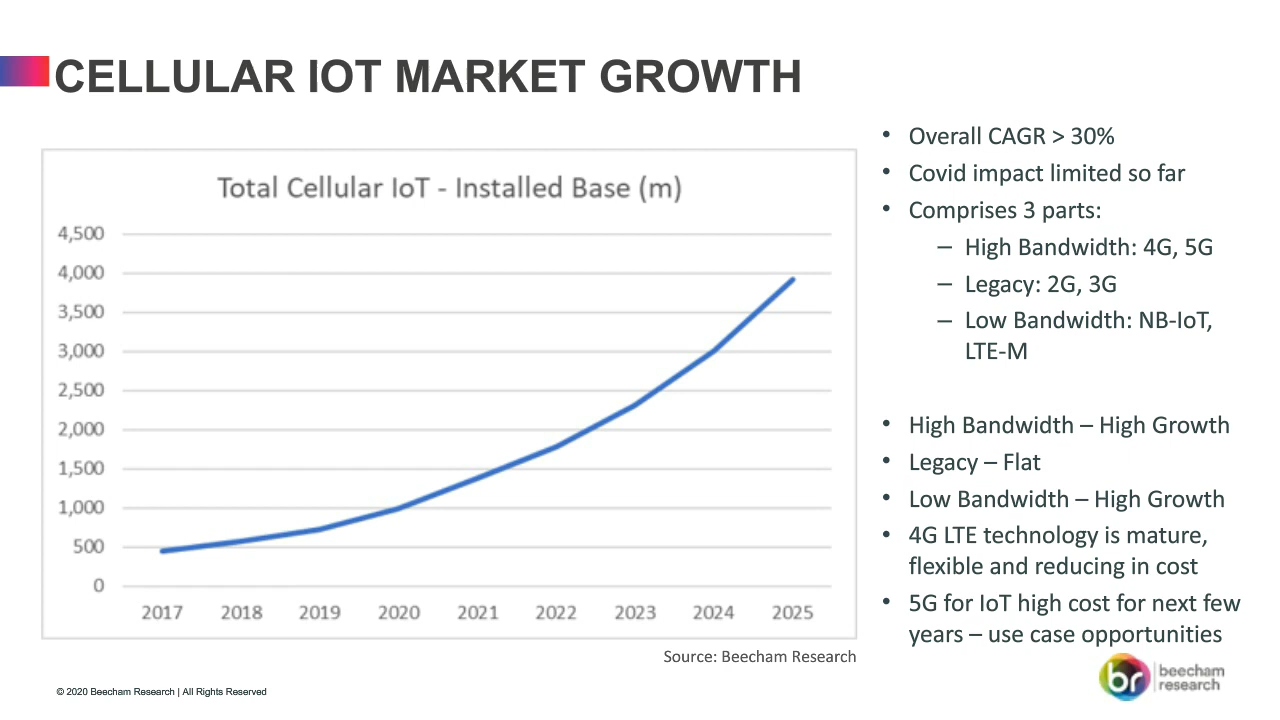 CELLULAR IOT MARKET GROWTH
Total Cellular IoT - Installed Base (m)
4,500
4,000
3,500
3,000
2,500
2,000
1,500
1,000
500
0
2017 2018 2019 2020 2021 2022 2023 2024 2025
Source: Beecham Research
• Overall CAGR > 30%
• Covid impact limited so far
• Comprises 3 parts:
– High Bandwidth: 4G, 5G
– Legacy: 2G, 3G
– Low Bandwidth: NB-IoT,
LTE-M
• High Bandwidth – High Growth
• Legacy – Flat
• Low Bandwidth – High Growth
• 4G LTE technology is mature,
flexible and reducing in cost
• 5G for IoT high cost for next few
years – use case opportunities
© 2020 Beecham Research | All Rights Reserved
br
beecham
research